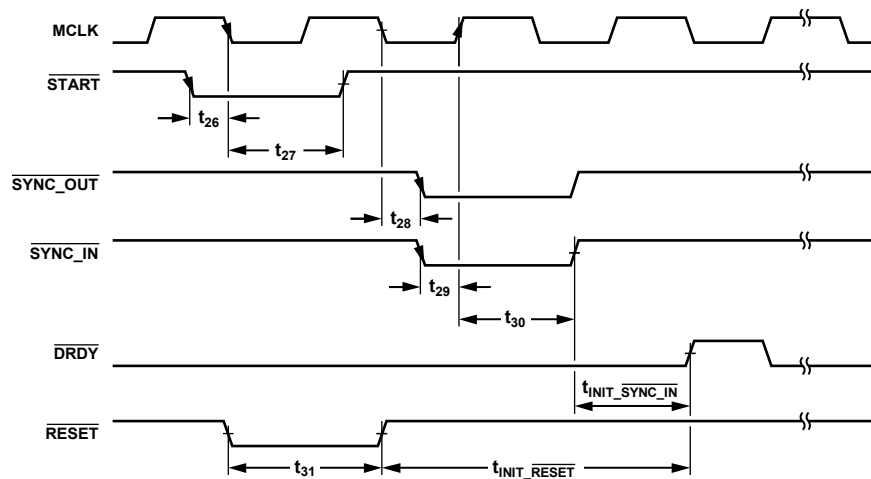 MCLK
START
t26
t27
SYNC_OUT
t28
SYNC_IN
t29
t30
DRDY
tINIT_SYNC_IN
RESET
t31
tINIT_RESET